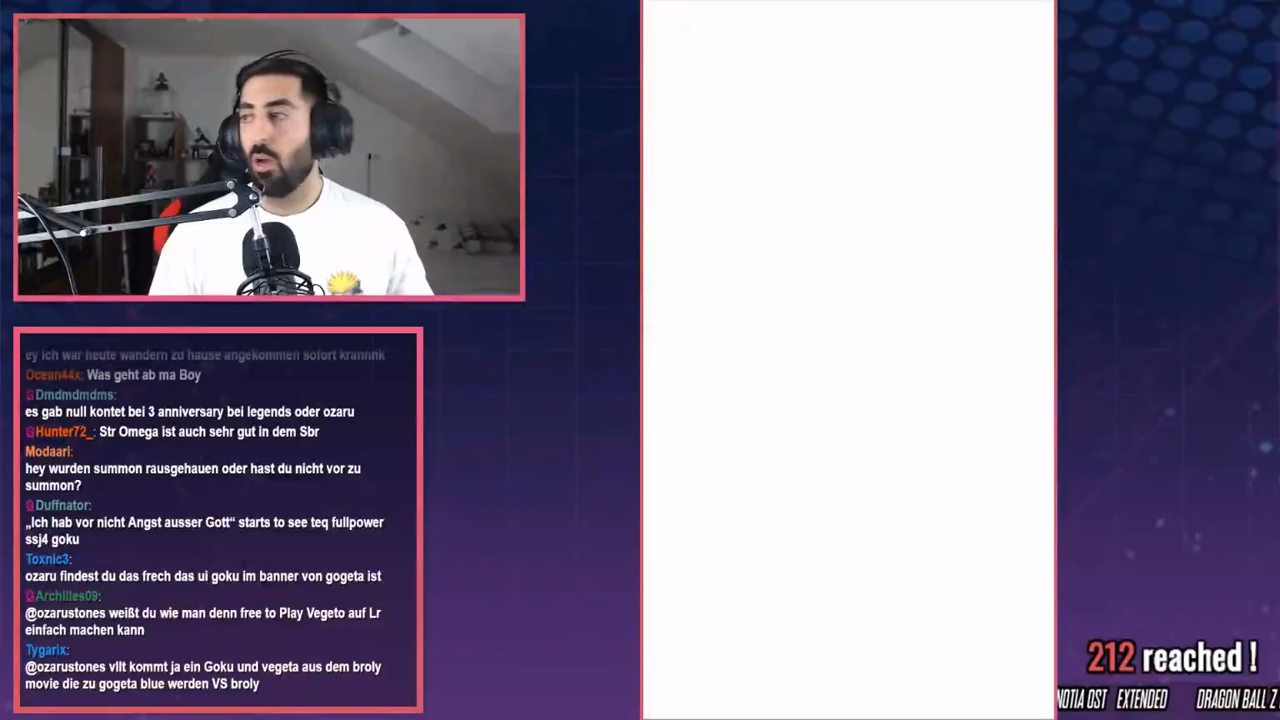 ey ich war heute wandern zu hause angekommen sofort krannnk
Ocean44x: Was geht ab ma Boy
Dmdmdmdms:
es gab null kontet bei 3 anniversary bei legends oder ozaru
Hunter72_: Str Omega ist auch sehr gut in dem Sbr
Modaari:
hey wurden summon rausgehauen oder hast du nicht vor zu
summon?
Duffnator:
„Ich hab vor nicht Angst ausser Gott“ starts to see teq fullpower
ssj4 goku
Toxnic3:
ozaru findest du das frech das ui goku im banner von gogeta ist
Archilles09:
@ozarustones weißt du wie man denn free to Play Vegeto auf Lr
einfach machen kann
Tygarix:
@ozarustones vllt kommt ja ein Goku und vegeta aus dem broly
movie die zu gogeta blue werden VS broly
212 reached !
NOTIA OST EXTENDED DRAGON BALL Z